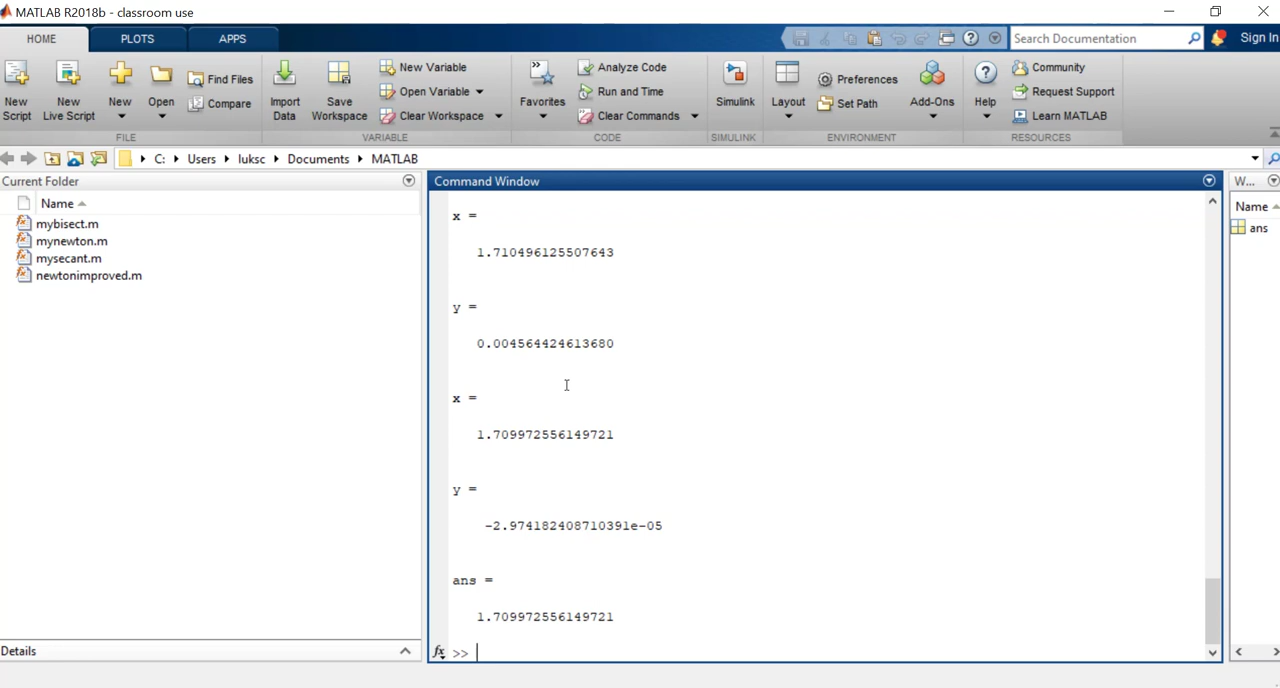 MATLAB R2018b - classroom use
HOME PLOTS APPS
Search Documentation
Sign In
New Script
New Live Script
New
Open
Find Files
Compare
FILE
Import Data
Save Workspace
New Variable
Open Variable
Clear Workspace
VARIABLE
Favorites
Analyze Code
Run and Time
Clear Commands
CODE
Simulink
SIMULINK
Layout
Preferences
Set Path
Add-Ons
ENVIRONMENT
Help
Community
Request Support
Learn MATLAB
RESOURCES
C: Users luksc Documents MATLAB
Current Folder
Name
mybisect.m
mynewton.m
mysecant.m
newtonimproved.m
Details
Command Window
x =
1.710496125507643
y =
0.004564424613680
x =
1.709972556149721
y =
-2.974182408710391e-05
ans =
1.709972556149721
fx >>
W...
Name
ans